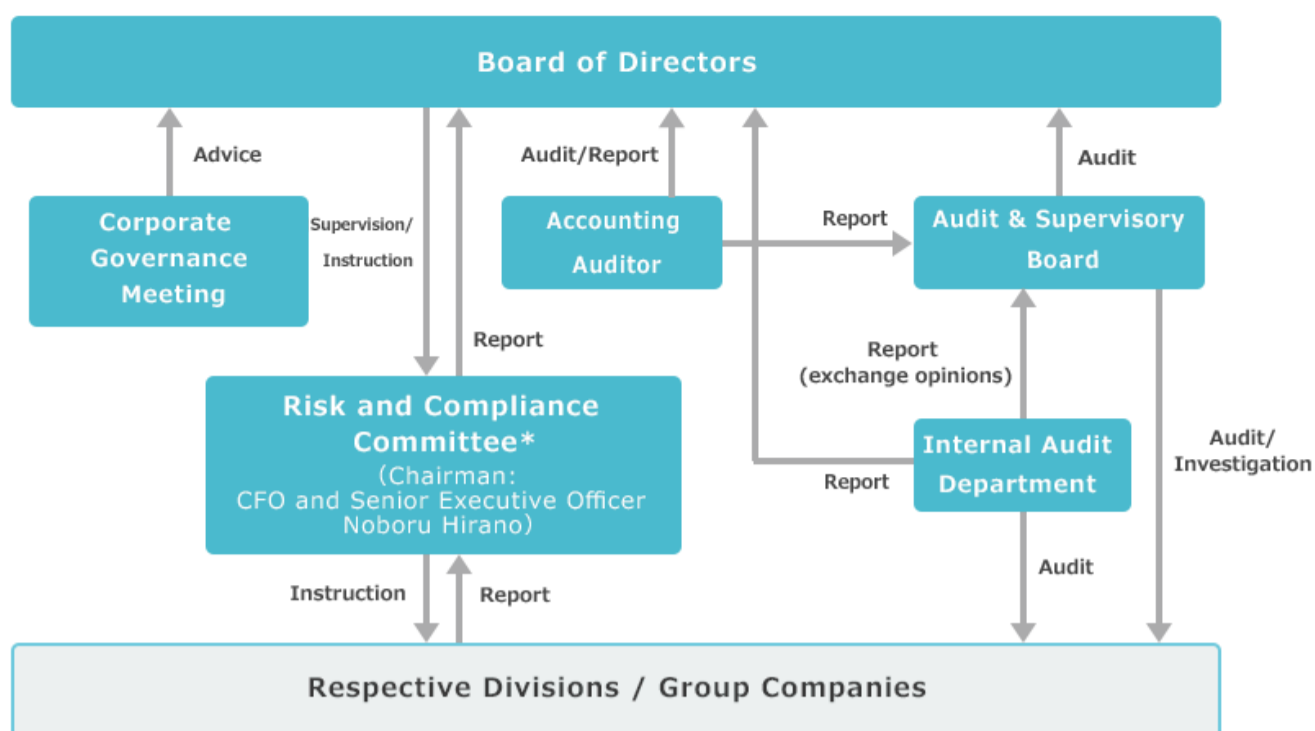 Board of Directors
Advice
Audit/Report
Audit
Corporate
Governance
Meeting
Supervision/
Instruction
Accounting
Auditor
Report
Audit & Supervisory
Board
Report
Report
(exchange opinions)
Risk and Compliance
Committee*
(Chairman:
CFO and Senior Executive Officer
Noboru Hirano)
Internal Audit
Department
Report
Audit/
Investigation
Instruction
Report
Audit
Respective Divisions / Group Companies